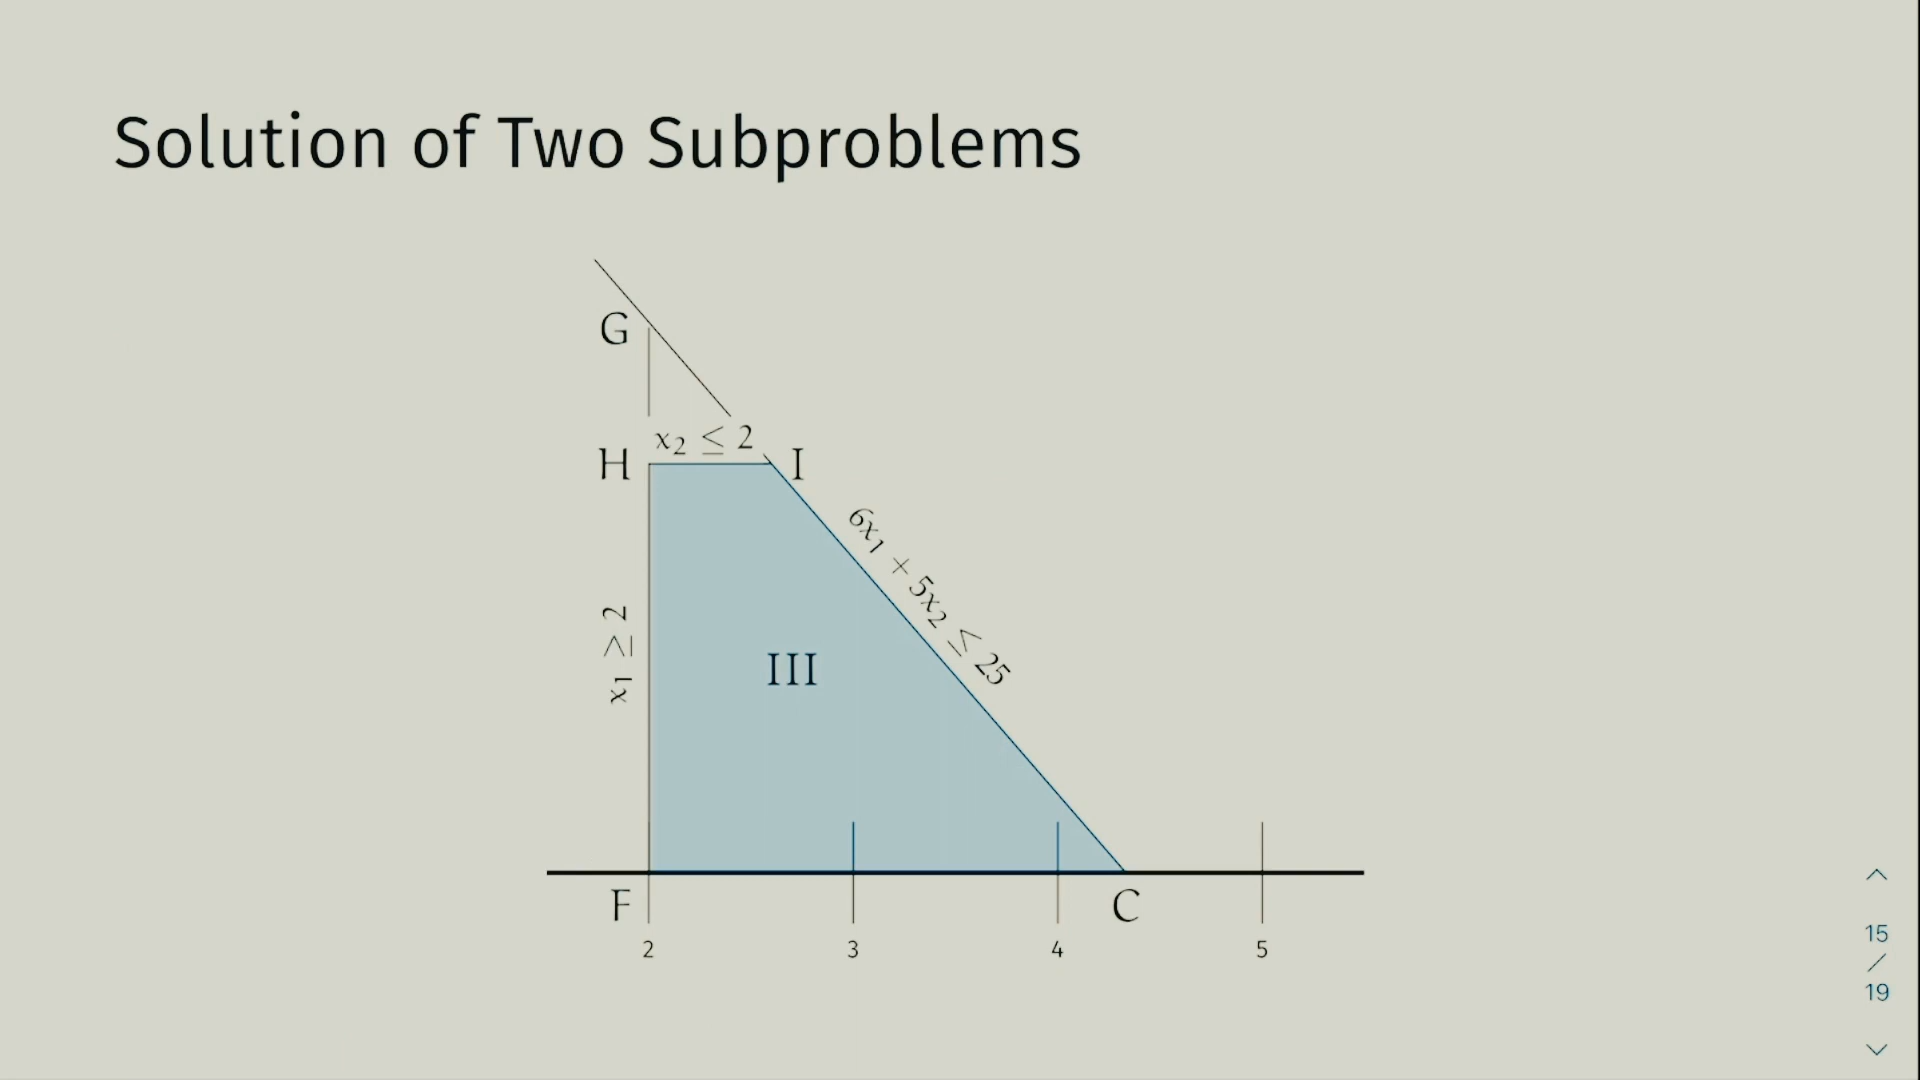 Solution of Two Subproblems
G
x₂ ≤ 2
H
I
6x₁ + 5x₂ ≤ 25
x₁ ≥ 2
III
F
C
2
3
4
5
15
/
19